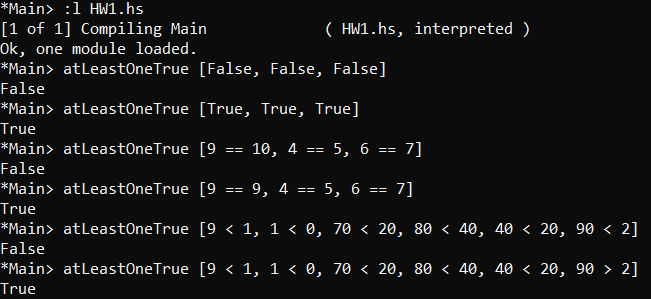 *Main> :l HW1.hs
[1 of 1] Compiling Main             ( HW1.hs, interpreted )
Ok, one module loaded.
*Main> atLeastOneTrue [False, False, False]
False
*Main> atLeastOneTrue [True, True, True]
True
*Main> atLeastOneTrue [9 == 10, 4 == 5, 6 == 7]
False
*Main> atLeastOneTrue [9 == 9, 4 == 5, 6 == 7]
True
*Main> atLeastOneTrue [9 < 1, 1 < 0, 70 < 20, 80 < 40, 40 < 20, 90 < 2]
False
*Main> atLeastOneTrue [9 < 1, 1 < 0, 70 < 20, 80 < 40, 40 < 20, 90 > 2]
True